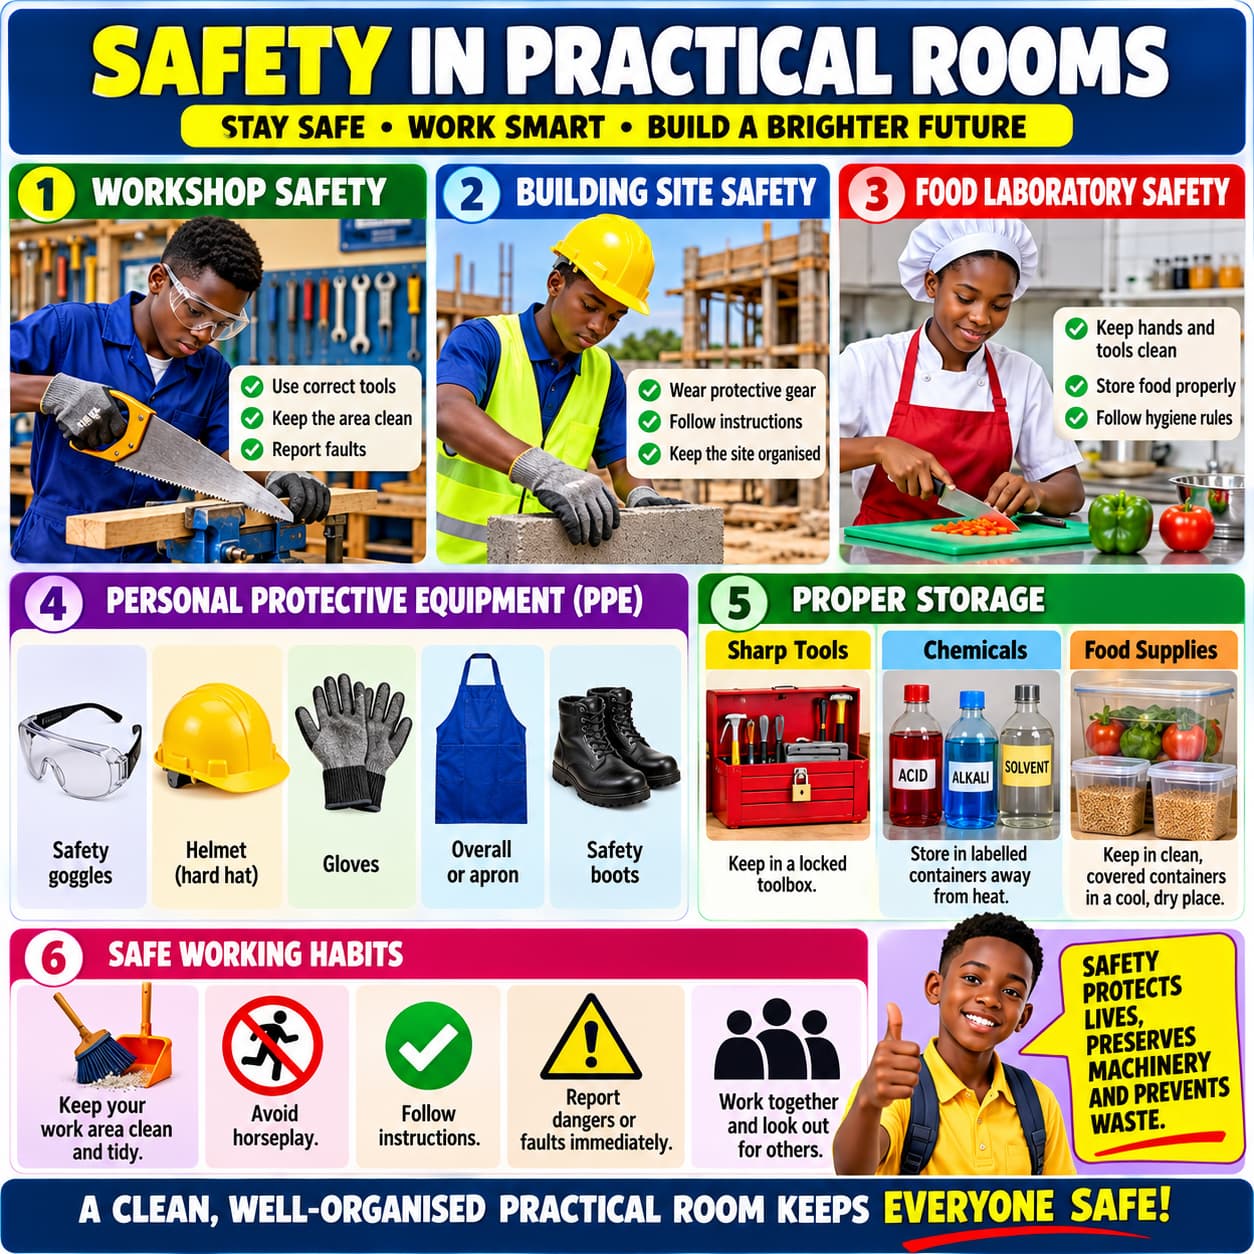 SAFETY IN PRACTICAL ROOMS
STAY SAFE • WORK SMART • BUILD A BRIGHTER FUTURE
1 WORKSHOP SAFETY
Use correct tools
Keep the area clean
Report faults
2 BUILDING SITE SAFETY
Wear protective gear
Follow instructions
Keep the site organised
3 FOOD LABORATORY SAFETY
Keep hands and
tools clean
Store food properly
Follow hygiene rules
4 PERSONAL PROTECTIVE EQUIPMENT (PPE)
Safety
goggles
Helmet
(hard hat)
Gloves
Overall
or apron
Safety
boots
5 PROPER STORAGE
Sharp Tools
Keep in a locked
toolbox.
Chemicals
ACID
ALKALI
SOLVENT
Store in labelled
containers away
from heat.
Food Supplies
Keep in clean,
covered containers
in a cool, dry place.
6 SAFE WORKING HABITS
Keep your
work area clean
and tidy.
Avoid
horseplay.
Follow
instructions.
Report
dangers or
faults immediately.
Work together
and look out
for others.
SAFETY
PROTECTS
LIVES,
PRESERVES
MACHINERY
AND PREVENTS
WASTE.
A CLEAN, WELL-ORGANISED PRACTICAL ROOM KEEPS EVERYONE SAFE!